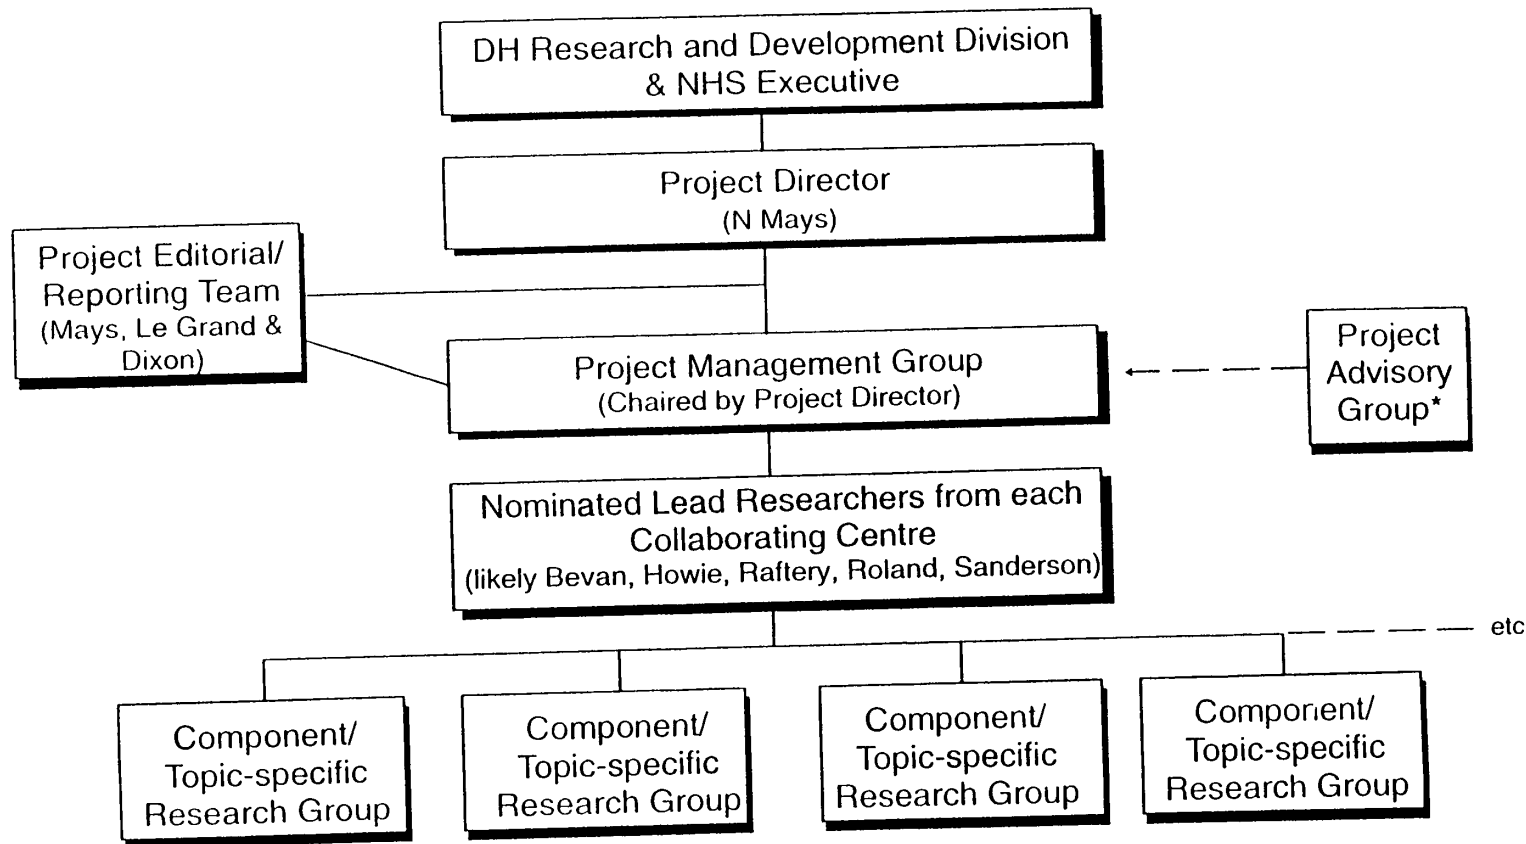 DH Research and Development Division
& NHS Executive
Project Director
(N Mays)
Project Editorial/
Reporting Team
(Mays, Le Grand &
Dixon)
Project Management Group
(Chaired by Project Director)
Project
Advisory
Group*
Nominated Lead Researchers from each
Collaborating Centre
(likely Bevan, Howie, Raftery, Roland, Sanderson)
etc
Component/
Topic-specific
Research Group
Component/
Topic-specific
Research Group
Component/
Topic-specific
Research Group
Component/
Topic-specific
Research Group